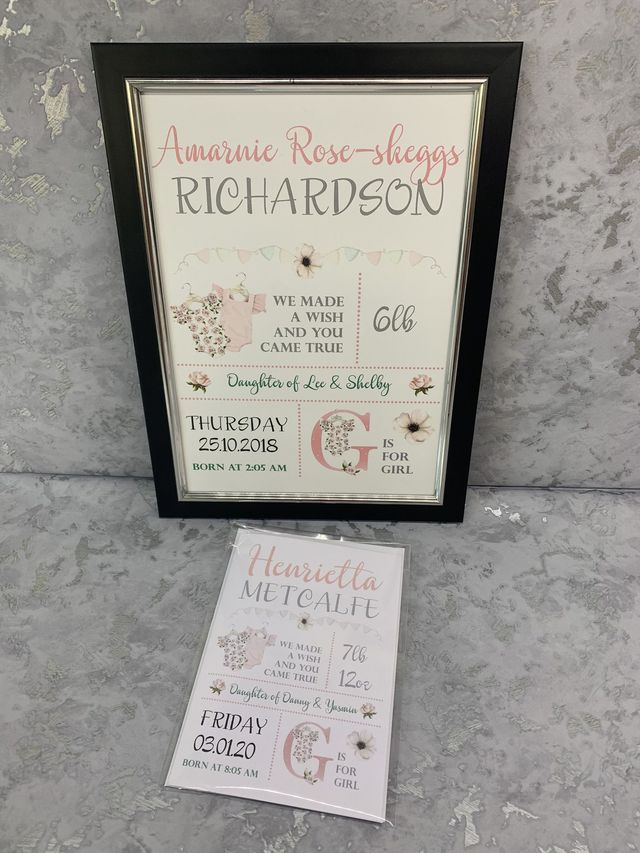 Amarnie Rose-skeggs
RICHARDSON
WE MADE
A WISH
AND YOU
CAME TRUE
6lb
Daughter of Lee & Shelby
THURSDAY
25.10.2018
BORN AT 2:05 AM
G IS
FOR
GIRL
Henrietta
METCALFE
WE MADE
A WISH
AND YOU
CAME TRUE
7lb
12oz
Daughter of Danny & Yasmin
FRIDAY
03.01.20
BORN AT 8:05 AM
G IS
FOR
GIRL